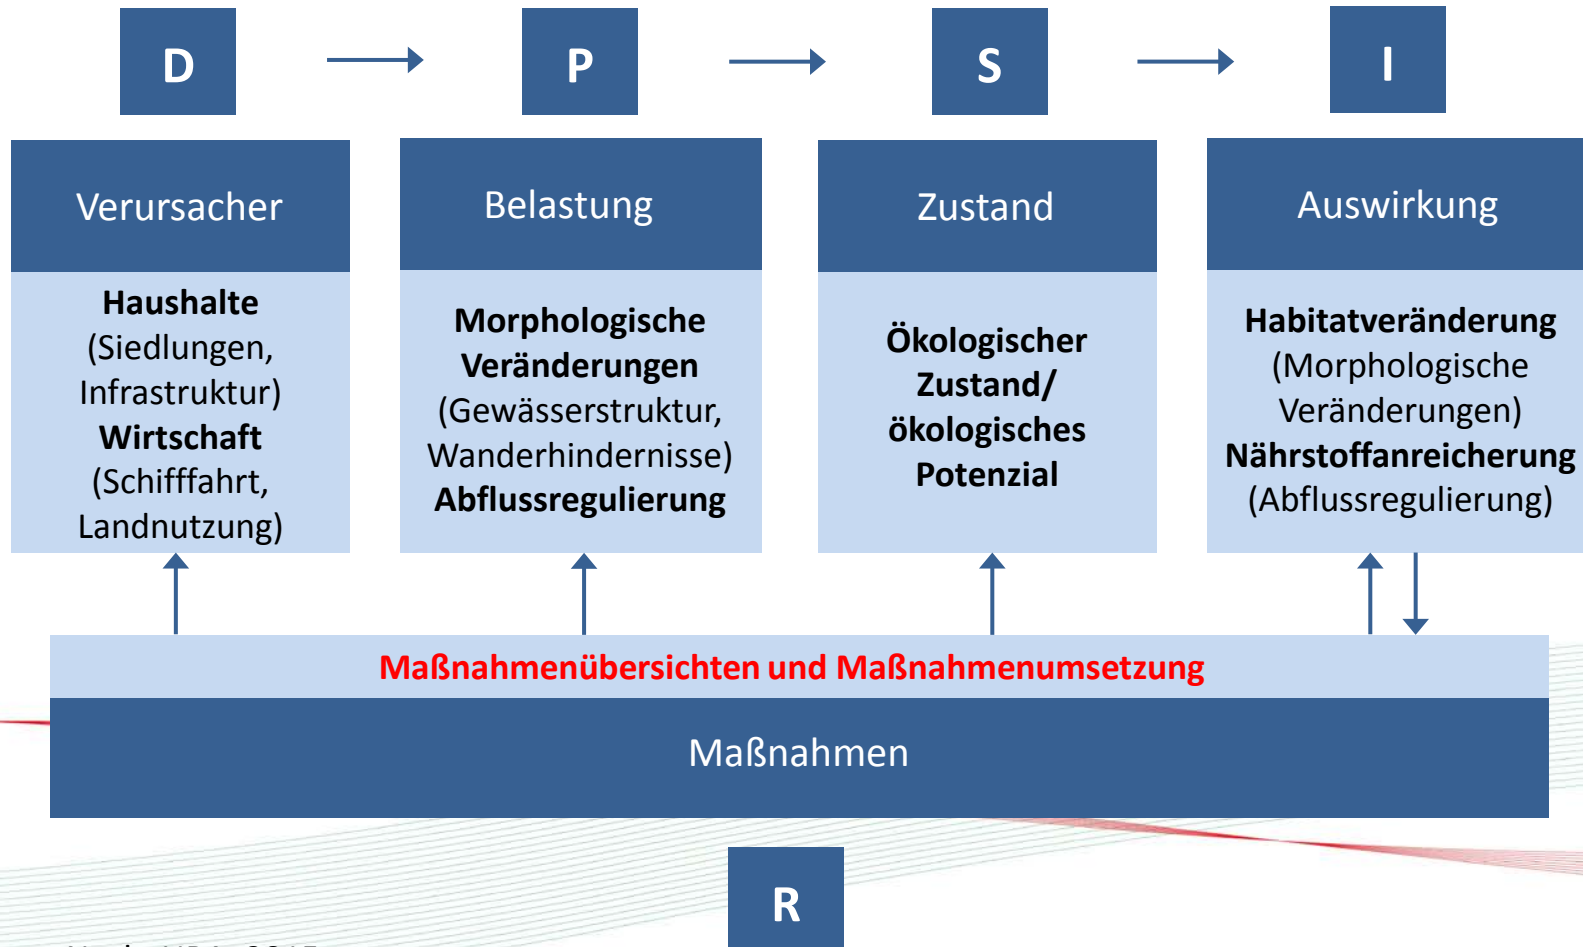 D
P
S
I
Verursacher
Haushalte
(Siedlungen,
Infrastruktur)
Wirtschaft
(Schifffahrt,
Landnutzung)
Belastung
Morphologische
Veränderungen
(Gewässerstruktur,
Wanderhindernisse)
Abflussregulierung
Zustand
Ökologischer
Zustand/
ökologisches
Potenzial
Auswirkung
Habitatveränderung
(Morphologische
Veränderungen)
Nährstoffanreicherung
(Abflussregulierung)
Maßnahmenübersichten und Maßnahmenumsetzung
Maßnahmen
R